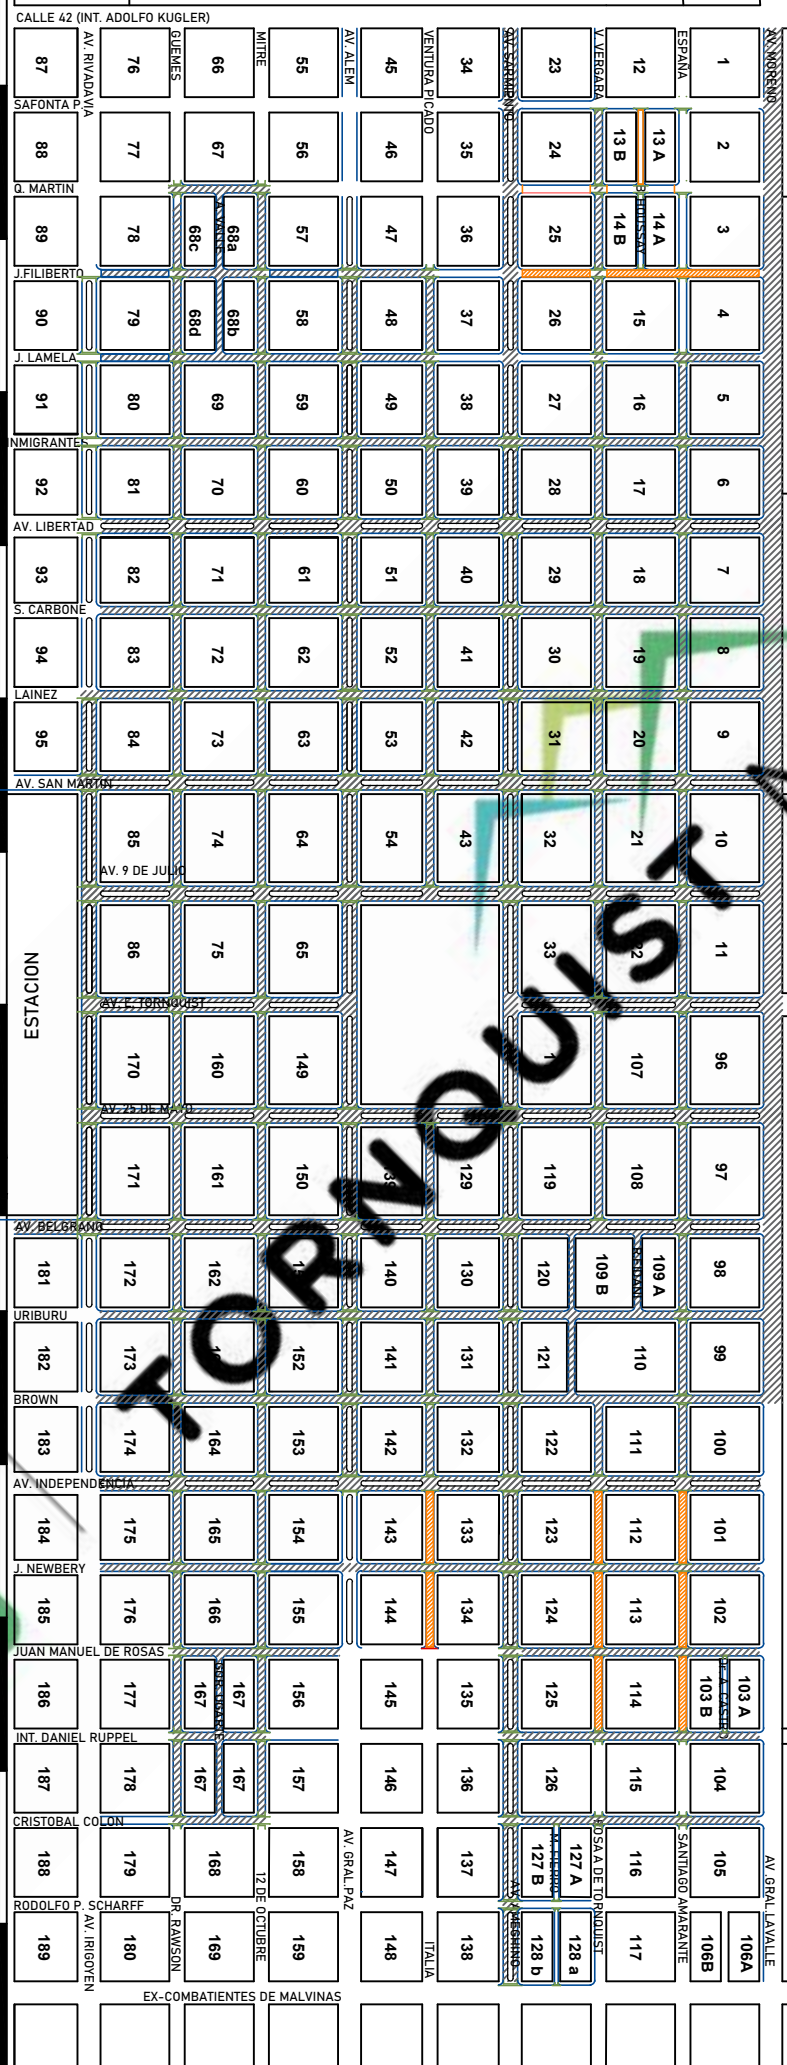 CALLE 42 (INT. ADOLFO KUGLER)
AV. RIVADAVIA
GUEMES
MITRE
AV. ALEM
VENTURA PICADO
AV. SARMIENTO
V. VERGARA
ESPAÑA
AV. MORENO
87 76 66 55 45 34 23 12 1
SAFONTA P.
88 77 67 56 46 35 24 13 B 13 A 2
Q. MARTIN
89 78 68c 68a 57 47 36 25 14 B 14 A 3
HOUSSAY
J.FILIBERTO
90 79 68d 68b 58 48 37 26 15 4
J. LAMELA
91 80 69 59 49 38 27 16 5
INMIGRANTES
92 81 70 60 50 39 28 17 6
AV. LIBERTAD
93 82 71 61 51 40 29 18 7
S. CARBONE
94 83 72 62 52 41 30 19 8
LAINEZ
95 84 73 63 53 42 31 20 9
AV. SAN MARTIN
85 74 64 54 43 32 21 10
AV. 9 DE JULIO
ESTACION
86 75 65 33 22 11
AV. E. TORNQUIST
170 160 149 107 96
AV. 25 DE MAYO
171 161 150 139 129 119 108 97
AV. BELGRANO
181 172 162 140 130 120 109 B 109 A 98
URIBURU
182 173 152 141 131 121 110 99
BROWN
183 174 164 153 142 132 122 111 100
AV. INDEPENDENCIA
184 175 165 154 143 133 123 112 101
J. NEWBERY
185 176 166 155 144 134 124 113 102
JUAN MANUEL DE ROSAS
186 177 167 167 156 145 135 125 114 103 B 103 A
INT. DANIEL RUPPEL
187 178 167 167 157 146 136 126 115 104
CRISTOBAL COLON
188 179 168 158 147 137 127 B 127 A 116 105
M. FIERRO
RODOLFO P. SCHARFF
189 180 169 159 148 138 128 b 128 a 117 106B 106A
AV. IRIGOYEN
DR. RAWSON
12 DE OCTUBRE
AV. GRAL.PAZ
ITALIA
ROSA A DE TORNQUIST
SANTIAGO AMARANTE
AV .GRAL.LAVALLE
EX-COMBATIENTES DE MALVINAS
TORNQUIST